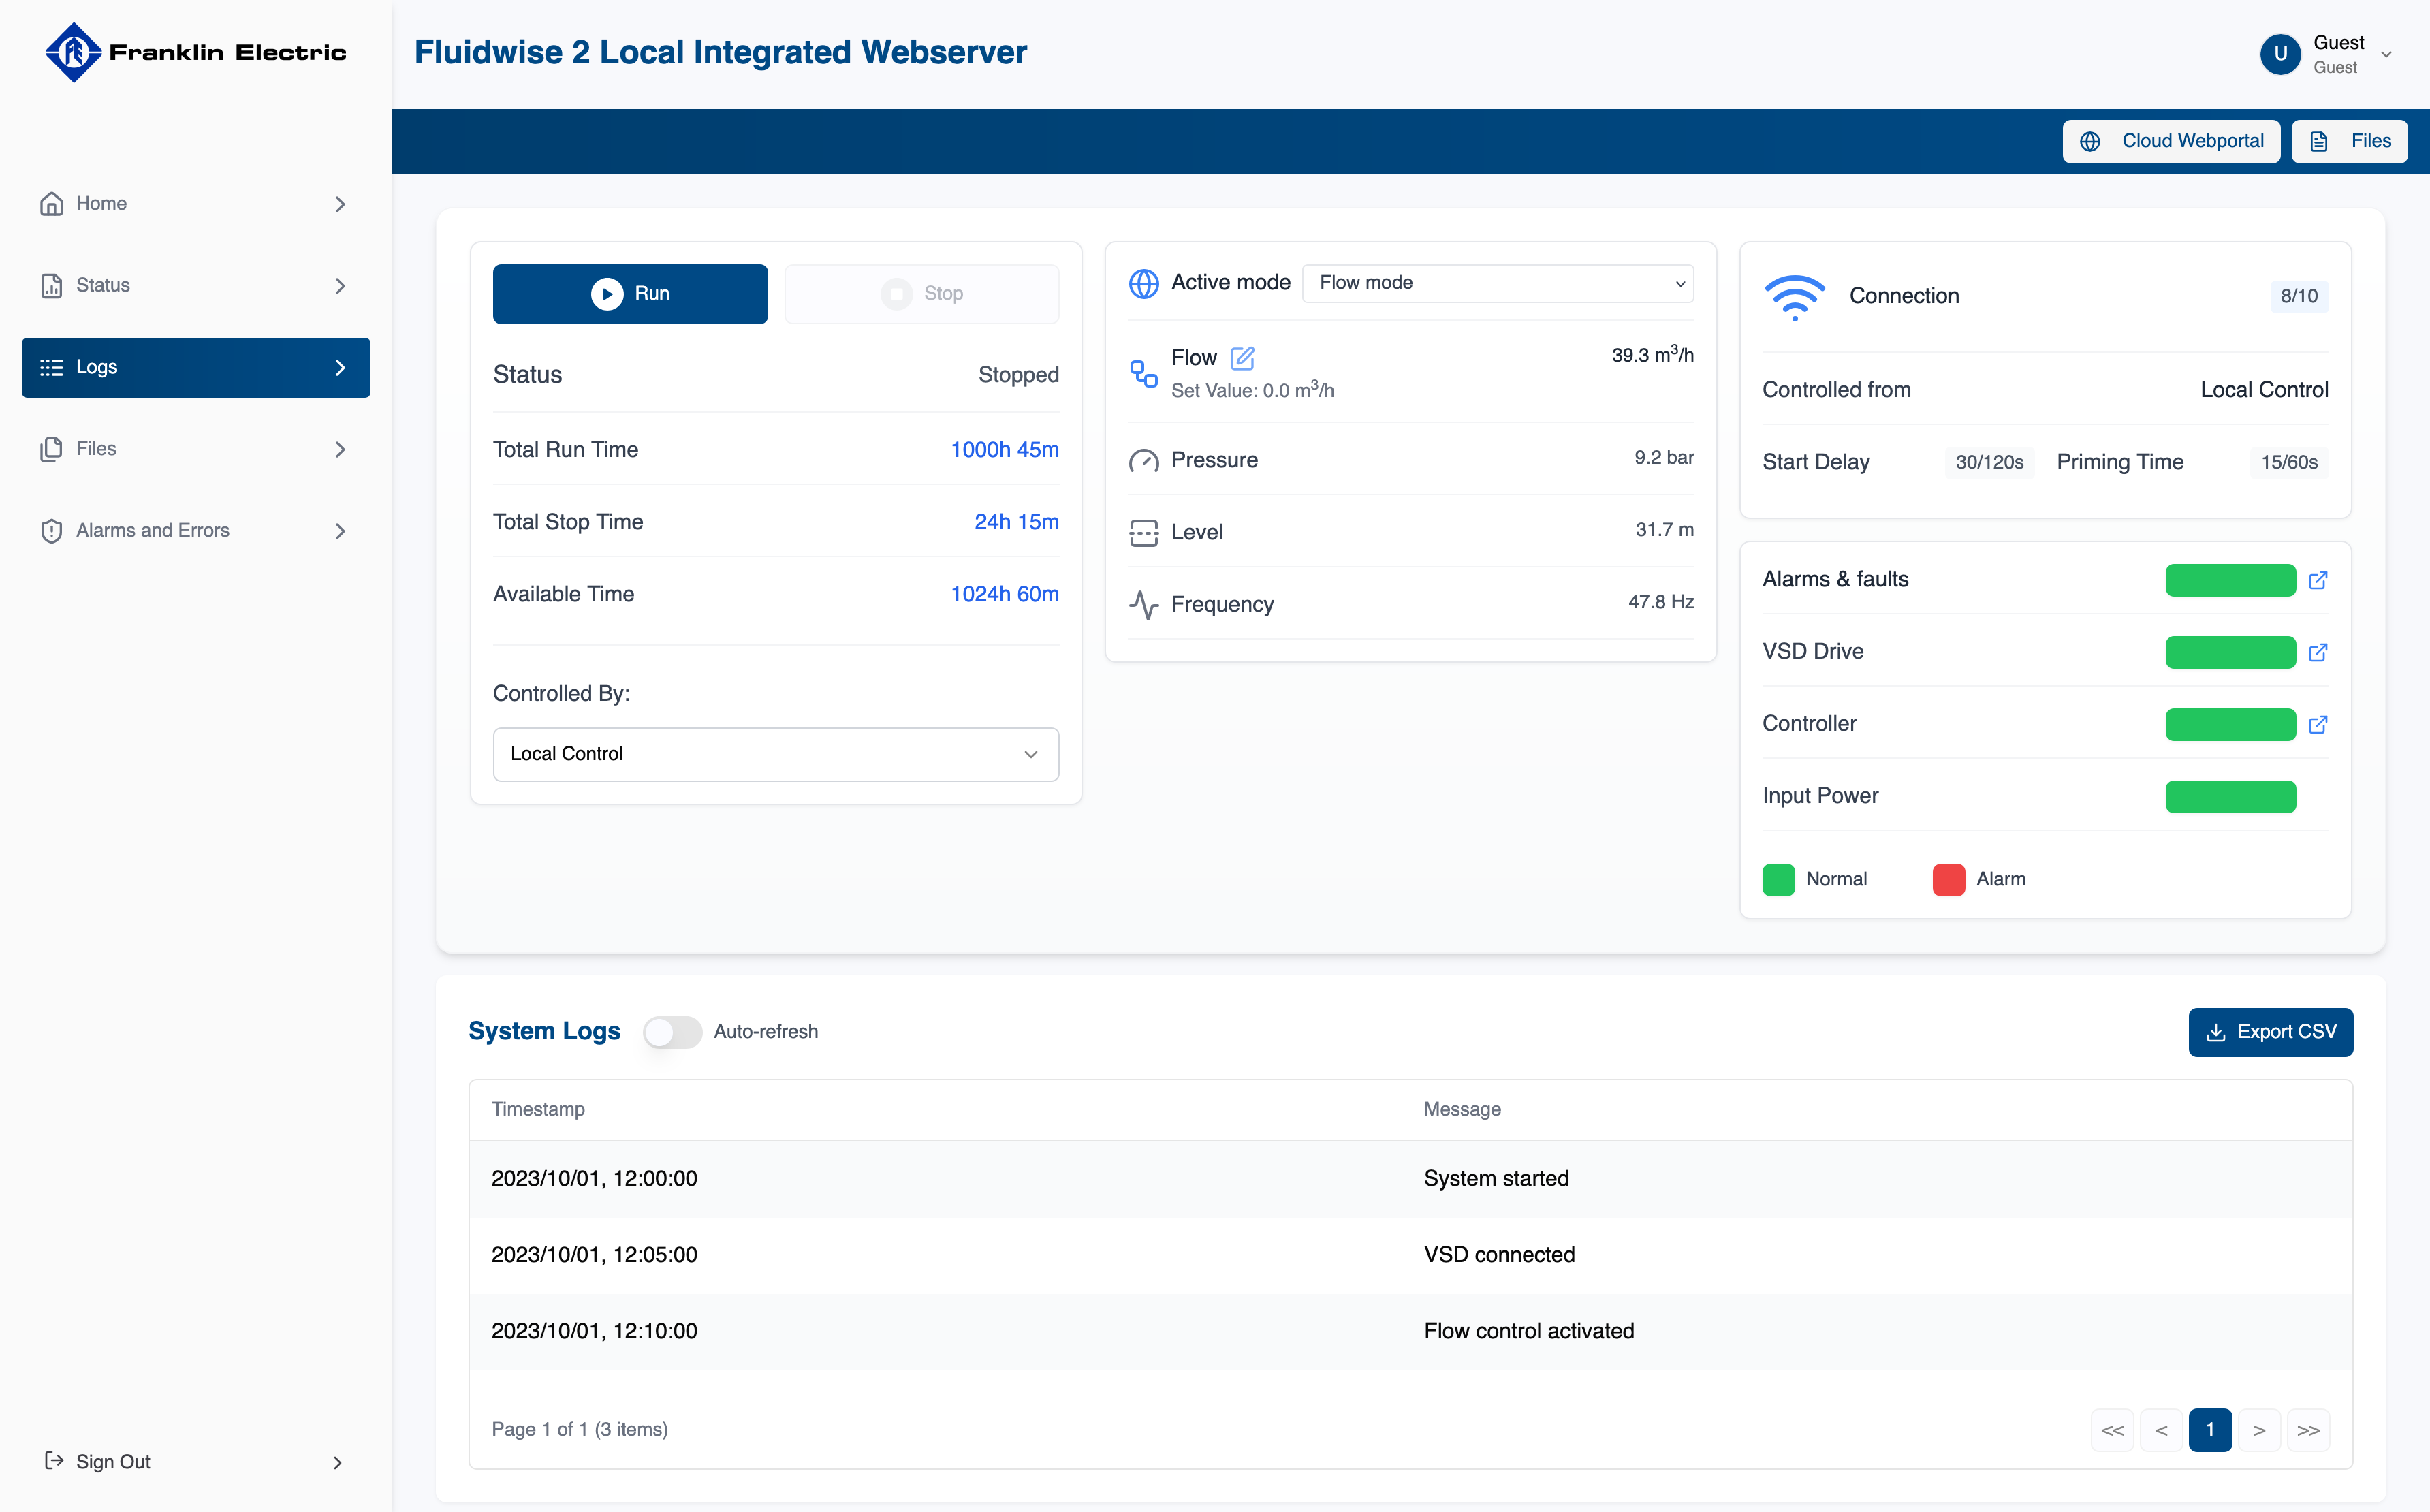 Franklin Electric
Fluidwise 2 Local Integrated Webserver
U
Guest
Guest
Cloud Webportal
Files
Home
Status
Logs
Files
Alarms and Errors
Sign Out
Run
Stop
Status
Stopped
Total Run Time
1000h 45m
Total Stop Time
24h 15m
Available Time
1024h 60m
Controlled By:
Local Control
Active mode
Flow mode
Flow
39.3 m³/h
Set Value: 0.0 m³/h
Pressure
9.2 bar
Level
31.7 m
Frequency
47.8 Hz
Connection
8/10
Controlled from
Local Control
Start Delay
30/120s
Priming Time
15/60s
Alarms & faults
VSD Drive
Controller
Input Power
Normal
Alarm
System Logs
Auto-refresh
Export CSV
Timestamp
Message
2023/10/01, 12:00:00
System started
2023/10/01, 12:05:00
VSD connected
2023/10/01, 12:10:00
Flow control activated
Page 1 of 1 (3 items)
<< < 1 > >>